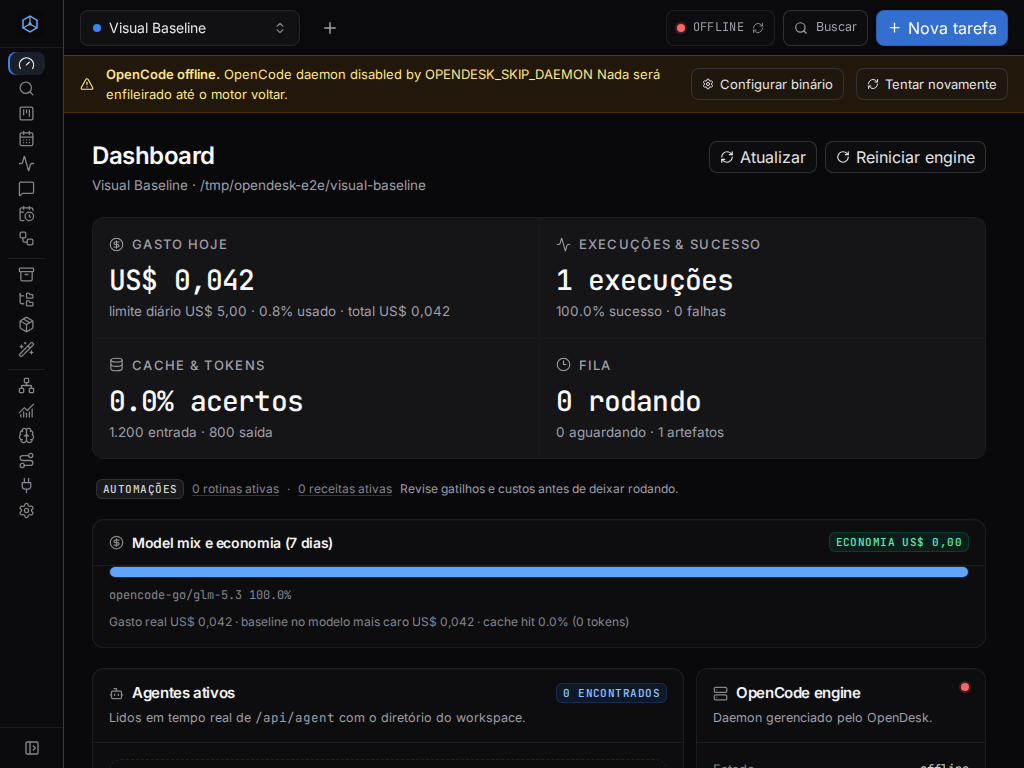 Visual Baseline
OFFLINE
Buscar
Nova tarefa
OpenCode offline. OpenCode daemon disabled by OPENDESK_SKIP_DAEMON Nada será
enfileirado até o motor voltar.
Configurar binário
Tentar novamente
Dashboard
Visual Baseline · /tmp/opendesk-e2e/visual-baseline
Atualizar
Reiniciar engine
GASTO HOJE
US$ 0,042
limite diário US$ 5,00 · 0.8% usado · total US$ 0,042
EXECUÇÕES & SUCESSO
1 execuções
100.0% sucesso · 0 falhas
CACHE & TOKENS
0.0% acertos
1.200 entrada · 800 saída
FILA
0 rodando
0 aguardando · 1 artefatos
AUTOMAÇÕES 0 rotinas ativas · 0 receitas ativas Revise gatilhos e custos antes de deixar rodando.
Model mix e economia (7 dias)
ECONOMIA US$ 0,00
opencode-go/glm-5.3 100.0%
Gasto real US$ 0,042 · baseline no modelo mais caro US$ 0,042 · cache hit 0.0% (0 tokens)
Agentes ativos
0 ENCONTRADOS
Lidos em tempo real de /api/agent com o diretório do workspace.
OpenCode engine
Daemon gerenciado pelo OpenDesk.
Estado
offline